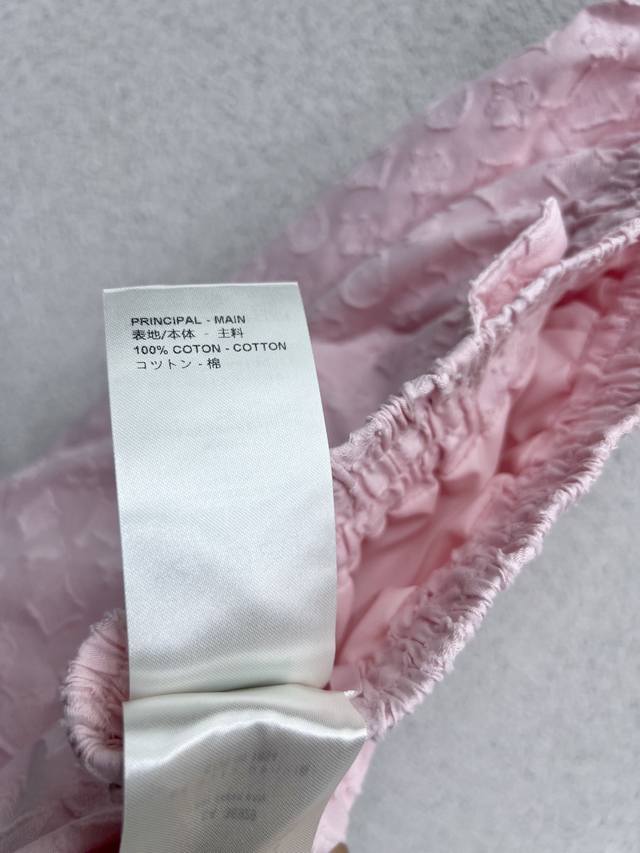 PRINCIPAL - MAIN
表地/本体 - 主料
100% COTON - COTTON
コットン - 棉